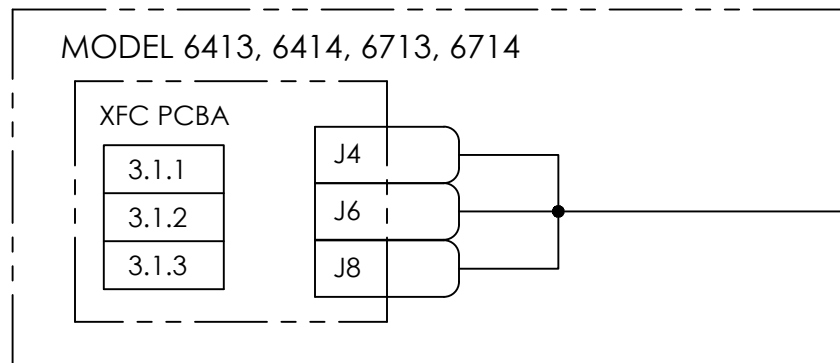 MODEL 6413, 6414, 6713, 6714
XFC PCBA
3.1.1
3.1.2
3.1.3
J4
J6
J8